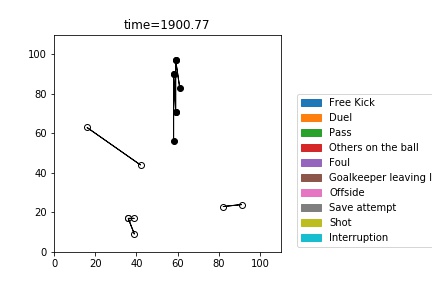 time=1900.77
100
80
60
40
20
0
0 20 40 60 80 100
Free Kick
Duel
Pass
Others on the ball
Foul
Goalkeeper leaving l
Offside
Save attempt
Shot
Interruption